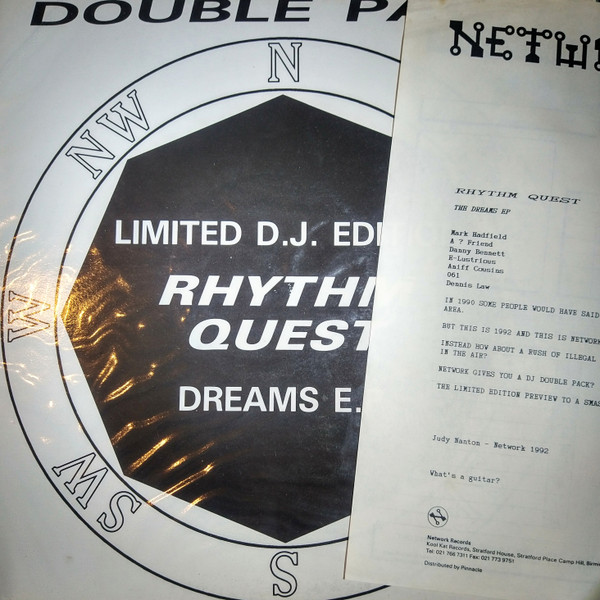 DOUBLE PA
N
NW
W
SW
S
LIMITED D.J. EDI
RHYTH
QUEST
DREAMS E.
NETW
RHYTHM QUEST
THE DREAMS EP
Mark Hadfield
A ? Friend
Danny Bennett
E-Lustrious
Aniff Cousins
061
Dennis Law
IN 1990 SOME PEOPLE WOULD HAVE SAID
AREA.
BUT THIS IS 1992 AND THIS IS NETWORK
INSTEAD HOW ABOUT A RUSH OF ILLEGAL
IN THE AIR?
NETWORK GIVES YOU A DJ DOUBLE PACK?
THE LIMITED EDITION PREVIEW TO A SMAS
Judy Nanton - Network 1992
What's a guitar?
Network Records
Kool Kat Records, Stratford House, Stratford Place Camp Hill, Birm
Tel: 021 766 7311 Fax: 021 773 9751
Distributed by Pinnacle